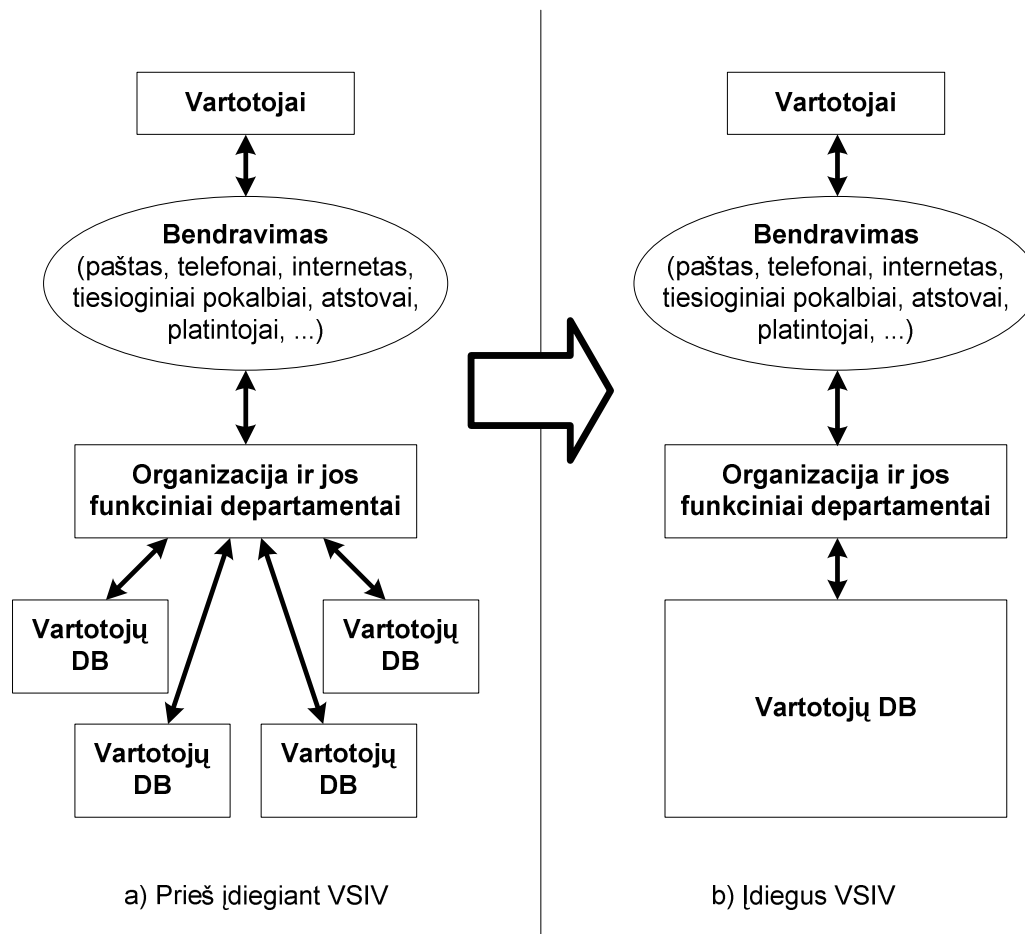 Vartotojai
Bendravimas
(paštas, telefonai, internetas,
tiesioginiai pokalbiai, atstovai,
platintojai, ...)
Organizacija ir jos
funkciniai departamentai
Vartotojų
DB
Vartotojų
DB
Vartotojų
DB
Vartotojų
DB
a) Prieš įdiegiant VSIV
Vartotojai
Bendravimas
(paštas, telefonai, internetas,
tiesioginiai pokalbiai, atstovai,
platintojai, ...)
Organizacija ir jos
funkciniai departamentai
Vartotojų DB
b) Įdiegus VSIV